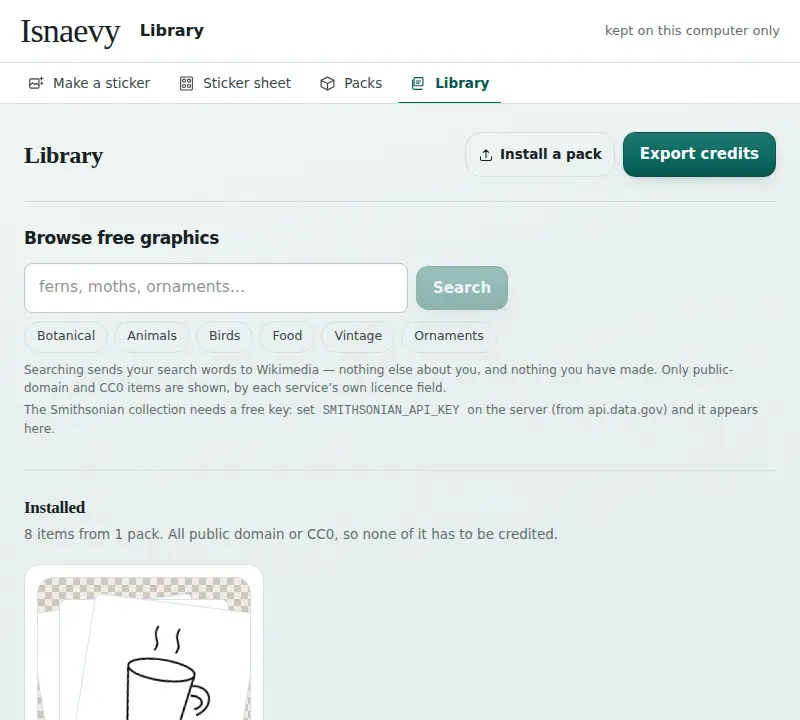 Isnaevy
Library
kept on this computer only
Make a sticker
Sticker sheet
Packs
Library
Library
Install a pack
Export credits
Browse free graphics
ferns, moths, ornaments…
Search
Botanical
Animals
Birds
Food
Vintage
Ornaments
Searching sends your search words to Wikimedia — nothing else about you, and nothing you have made. Only public-
domain and CC0 items are shown, by each service’s own licence field.
The Smithsonian collection needs a free key: set SMITHSONIAN_API_KEY on the server (from api.data.gov) and it appears
here.
Installed
8 items from 1 pack. All public domain or CC0, so none of it has to be credited.